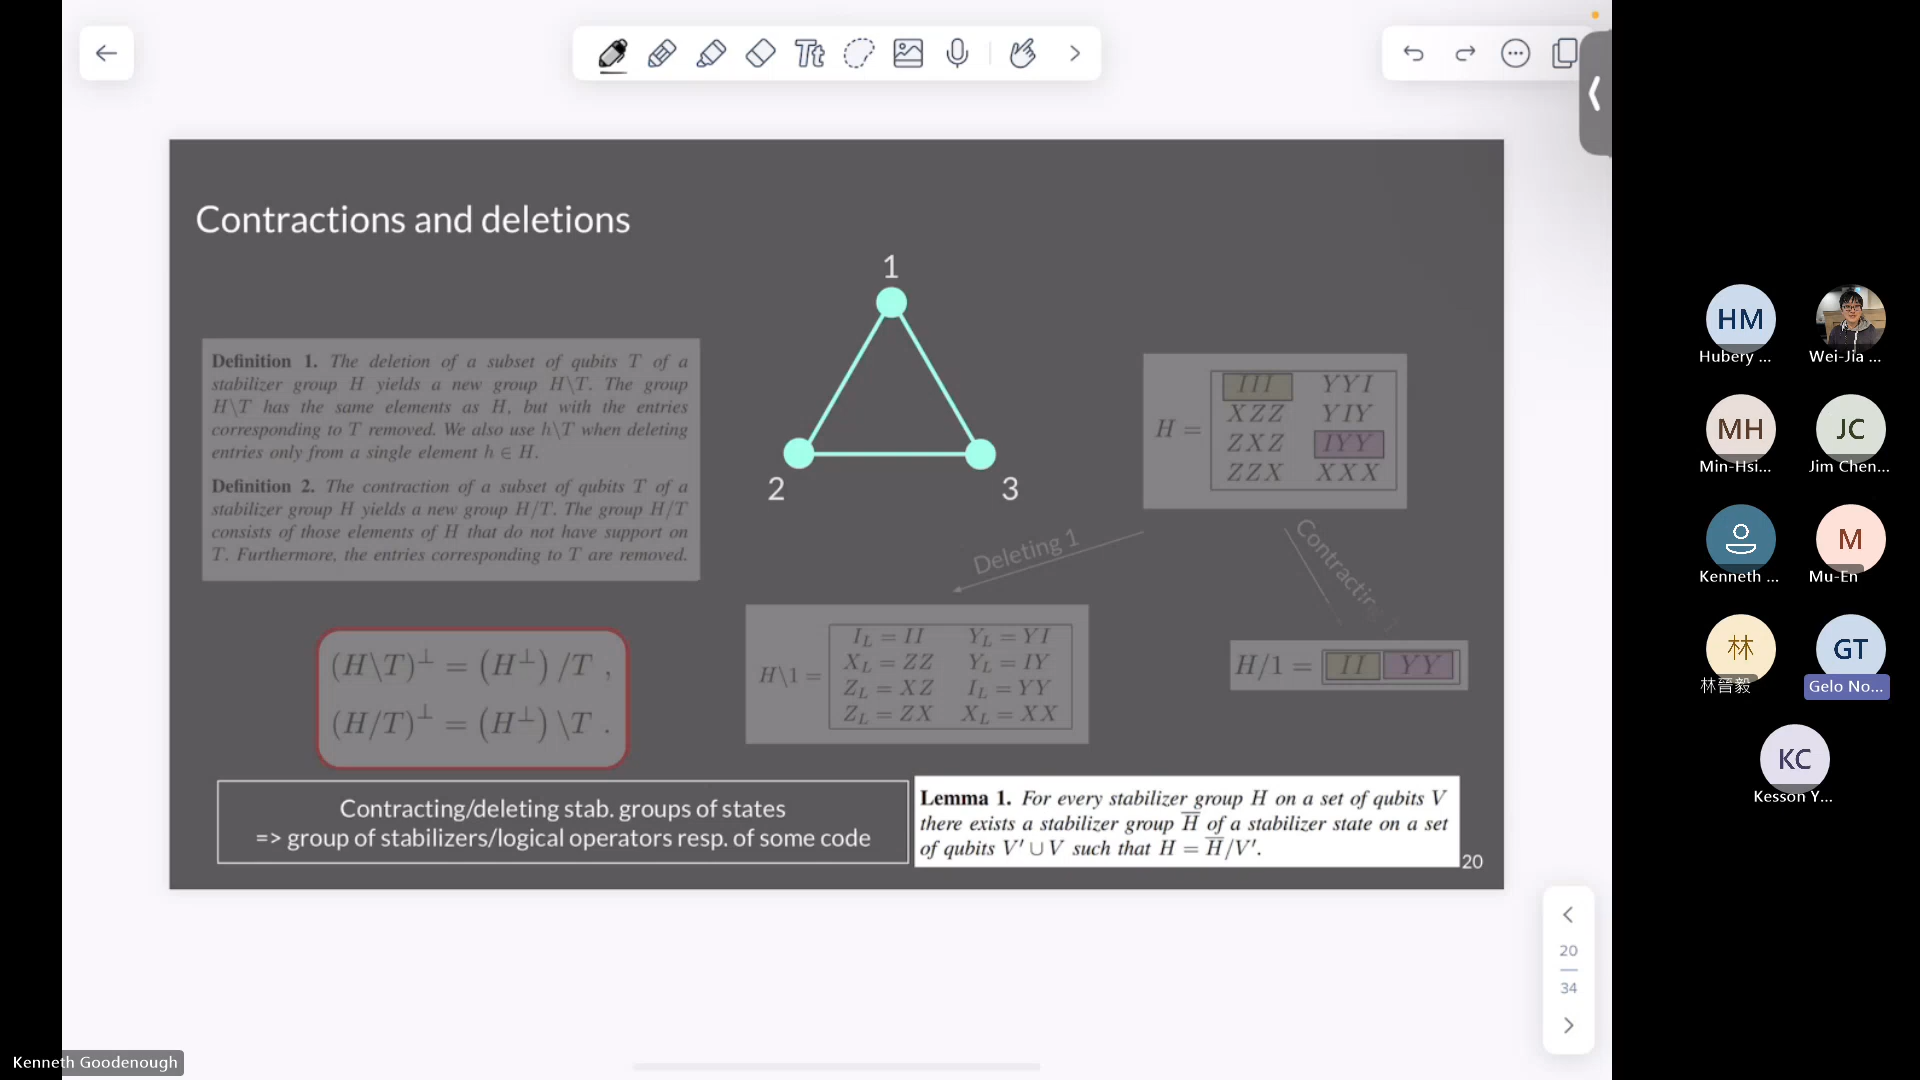 Tt
Contractions and deletions
1
2
3
Definition 1. The deletion of a subset of qubits T of a
stabilizer group H yields a new group H\T. The group
H\T has the same elements as H, but with the entries
corresponding to T removed. We also use h\T when deleting
entries only from a single element h ∈ H.
Definition 2. The contraction of a subset of qubits T of a
stabilizer group H yields a new group H/T. The group H/T
consists of those elements of H that do not have support on
T. Furthermore, the entries corresponding to T are removed.
H =
III YYI
XZZ YIY
ZXZ IYY
ZZX XXX
Deleting 1
Contracting 1
H\1 =
I_L = II Y_L = YI
X_L = ZZ Y_L = IY
Z_L = XZ I_L = YY
Z_L = ZX X_L = XX
H/1 = II YY
(H\T)^⊥ = (H^⊥) /T ,
(H/T)^⊥ = (H^⊥) \T .
Contracting/deleting stab. groups of states
=> group of stabilizers/logical operators resp. of some code
Lemma 1. For every stabilizer group H on a set of qubits V
there exists a stabilizer group H̅ of a stabilizer state on a set
of qubits V′ ∪ V such that H = H̅/V′.
20
20
34
HM
Hubery ...
Wei-Jia ...
MH
Min-Hsi...
JC
Jim Chen...
Kenneth ...
M
Mu-En
林
林晉毅
GT
Gelo No...
KC
Kesson Y...
Kenneth Goodenough